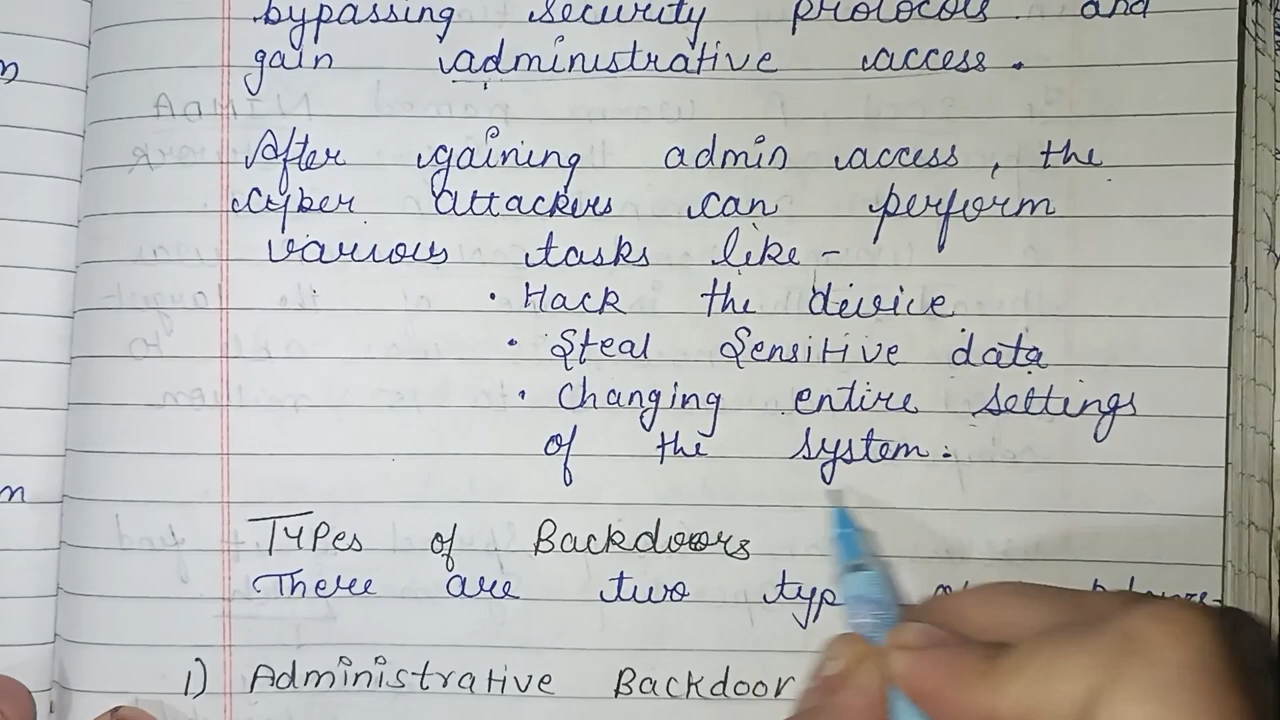 bypassing security protocols and
gain administrative access.
After gaining admin access, the
cyber attackers can perform
various tasks like -
• Hack the device
• Steal Sensitive data
• Changing entire settings
of the system.
Types of Backdoors
There are two typ
1) Administrative Backdoor